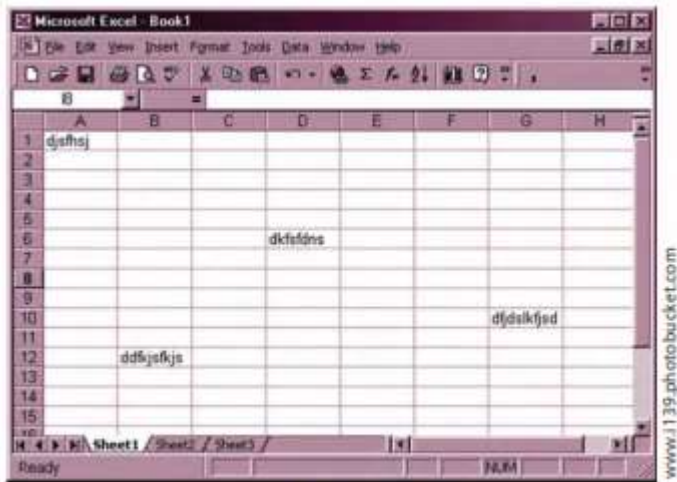 Microsoft Excel - Book1
File Edit View Insert Format Tools Data Window Help
I8 =
A B C D E F G H
1 djsfhsj
2
3
4
5
6 dkfsfdns
7
8
9
10 dfjdslkfjsd
11
12 ddfkjsfkjs
13
14
15
16
Sheet1 Sheet2 Sheet3
Ready NUM
www.i139.photobucket.com